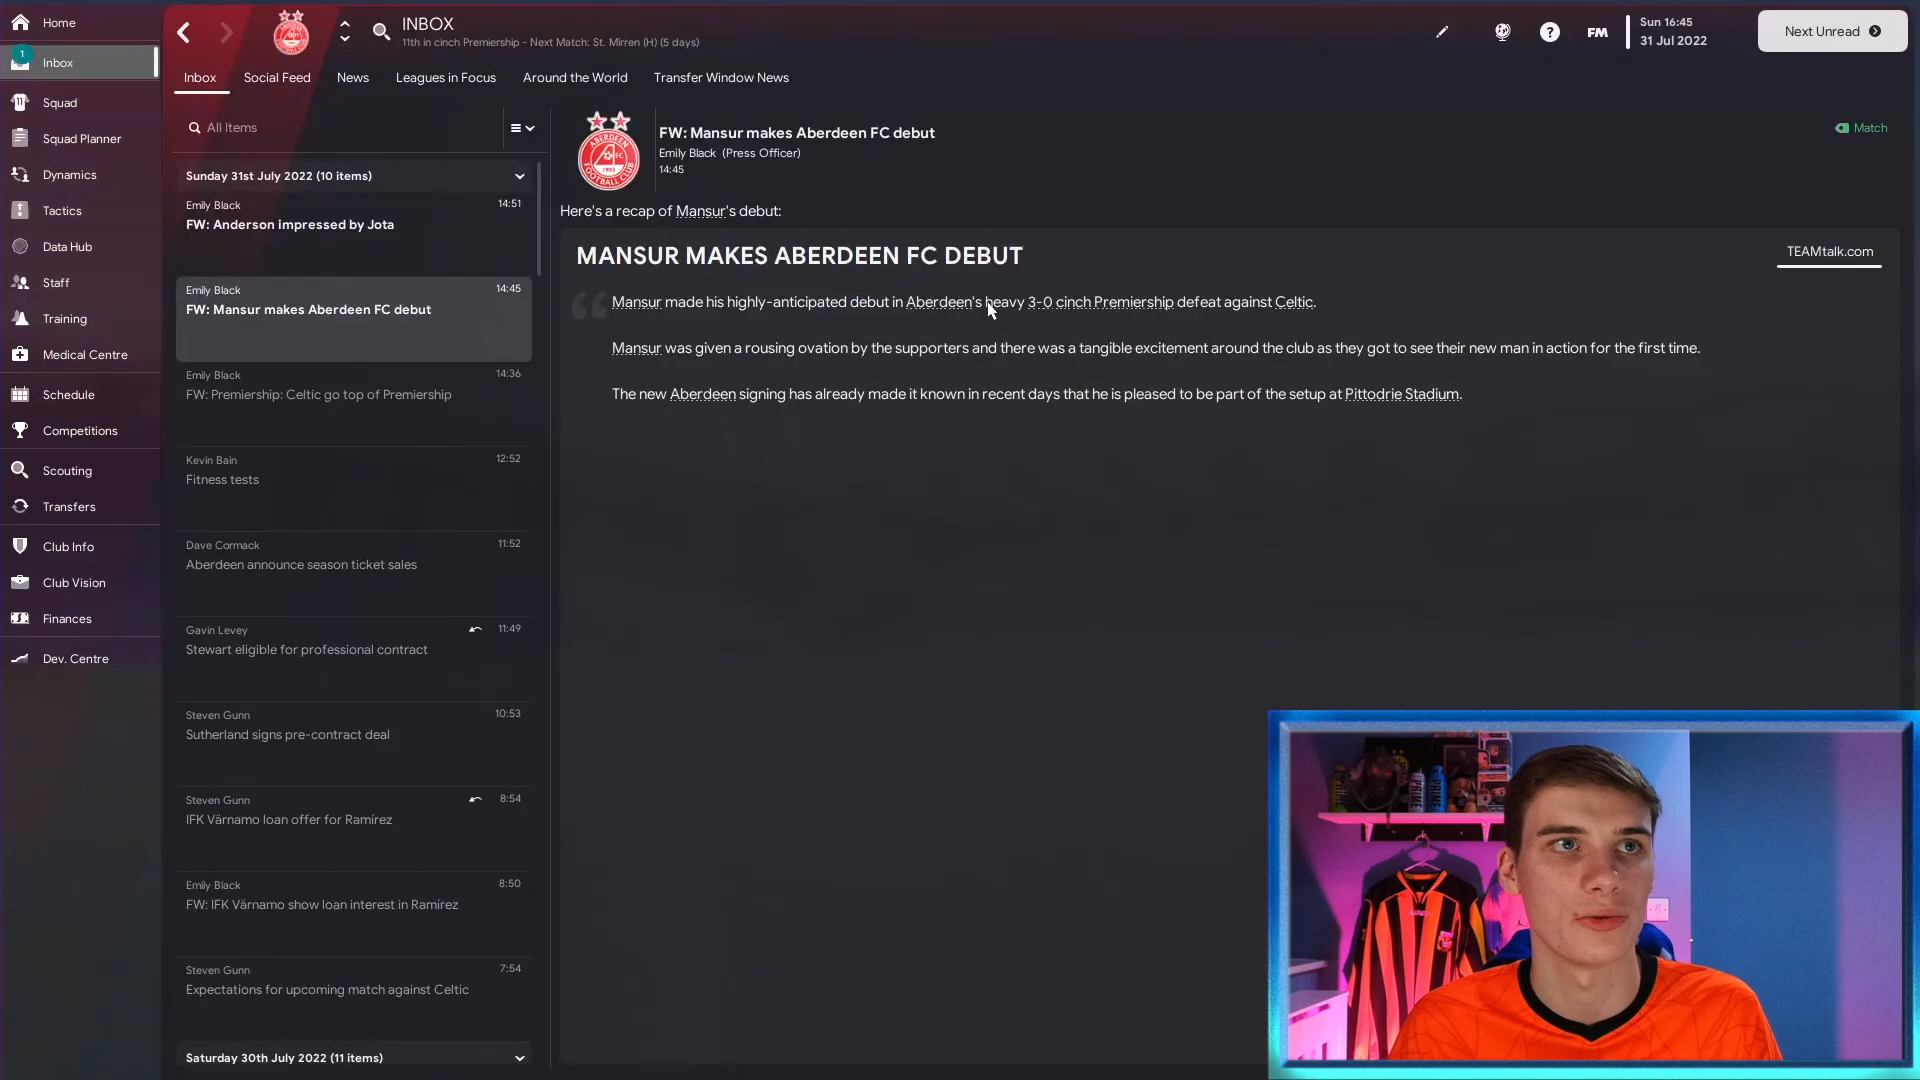 Home
1
Inbox
Squad
Squad Planner
Dynamics
Tactics
Data Hub
Staff
Training
Medical Centre
Schedule
Competitions
Scouting
Transfers
Club Info
Club Vision
Finances
Dev. Centre
INBOX
11th in cinch Premiership - Next Match: St. Mirren (H) (5 days)
FM
Sun 16:45
31 Jul 2022
Next Unread
Inbox Social Feed News Leagues in Focus Around the World Transfer Window News
All Items
Sunday 31st July 2022 (10 items)
Emily Black 14:51
FW: Anderson impressed by Jota
Emily Black 14:45
FW: Mansur makes Aberdeen FC debut
Emily Black 14:36
FW: Premiership: Celtic go top of Premiership
Kevin Bain 12:52
Fitness tests
Dave Cormack 11:52
Aberdeen announce season ticket sales
Gavin Levey 11:49
Stewart eligible for professional contract
Steven Gunn 10:53
Sutherland signs pre-contract deal
Steven Gunn 8:54
IFK Värnamo loan offer for Ramírez
Emily Black 8:50
FW: IFK Värnamo show loan interest in Ramírez
Steven Gunn 7:54
Expectations for upcoming match against Celtic
Saturday 30th July 2022 (11 items)
ABERDEEN
FOOTBALL CLUB
1903
FW: Mansur makes Aberdeen FC debut
Emily Black (Press Officer)
14:45
Match
Here's a recap of Mansur's debut:
MANSUR MAKES ABERDEEN FC DEBUT
TEAMtalk.com
Mansur made his highly-anticipated debut in Aberdeen's heavy 3-0 cinch Premiership defeat against Celtic.
Mansur was given a rousing ovation by the supporters and there was a tangible excitement around the club as they got to see their new man in action for the first time.
The new Aberdeen signing has already made it known in recent days that he is pleased to be part of the setup at Pittodrie Stadium.
PRIME
PRIME